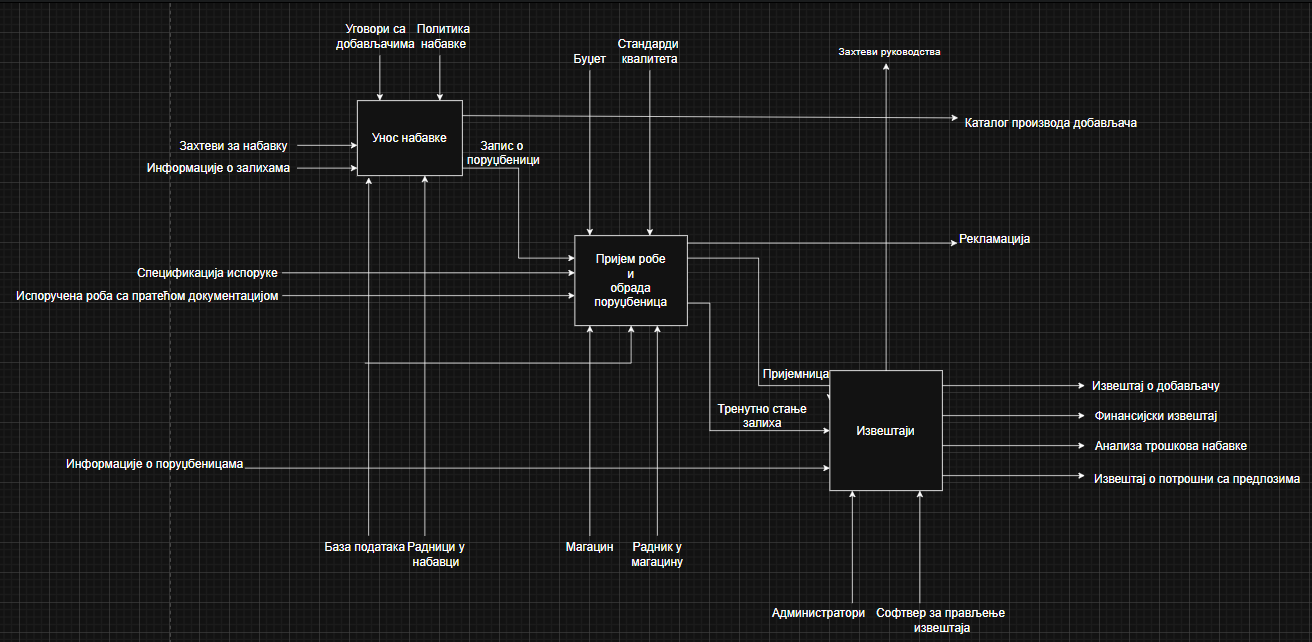 Уговори са
добављачима
Политика
набавке
Буџет
Стандарди
квалитета
Захтеви руководства
Унос набавке
Каталог производа добављача
Захтеви за набавку
Информације о залихама
Запис о
поруџбеници
Рекламација
Пријем робе
и
обрада
поруџбеница
Спецификација испоруке
Испоручена роба са пратећом документацијом
Пријемница
Тренутно стање
залиха
Извештаји
Извештај о добављачу
Финансијски извештај
Анализа трошкова набавке
Извештај о потрошни са предлозима
Информације о поруџбеницама
База података
Радници у
набавци
Магацин
Радник у
магацину
Администратори
Софтвер за прављење
извештаја